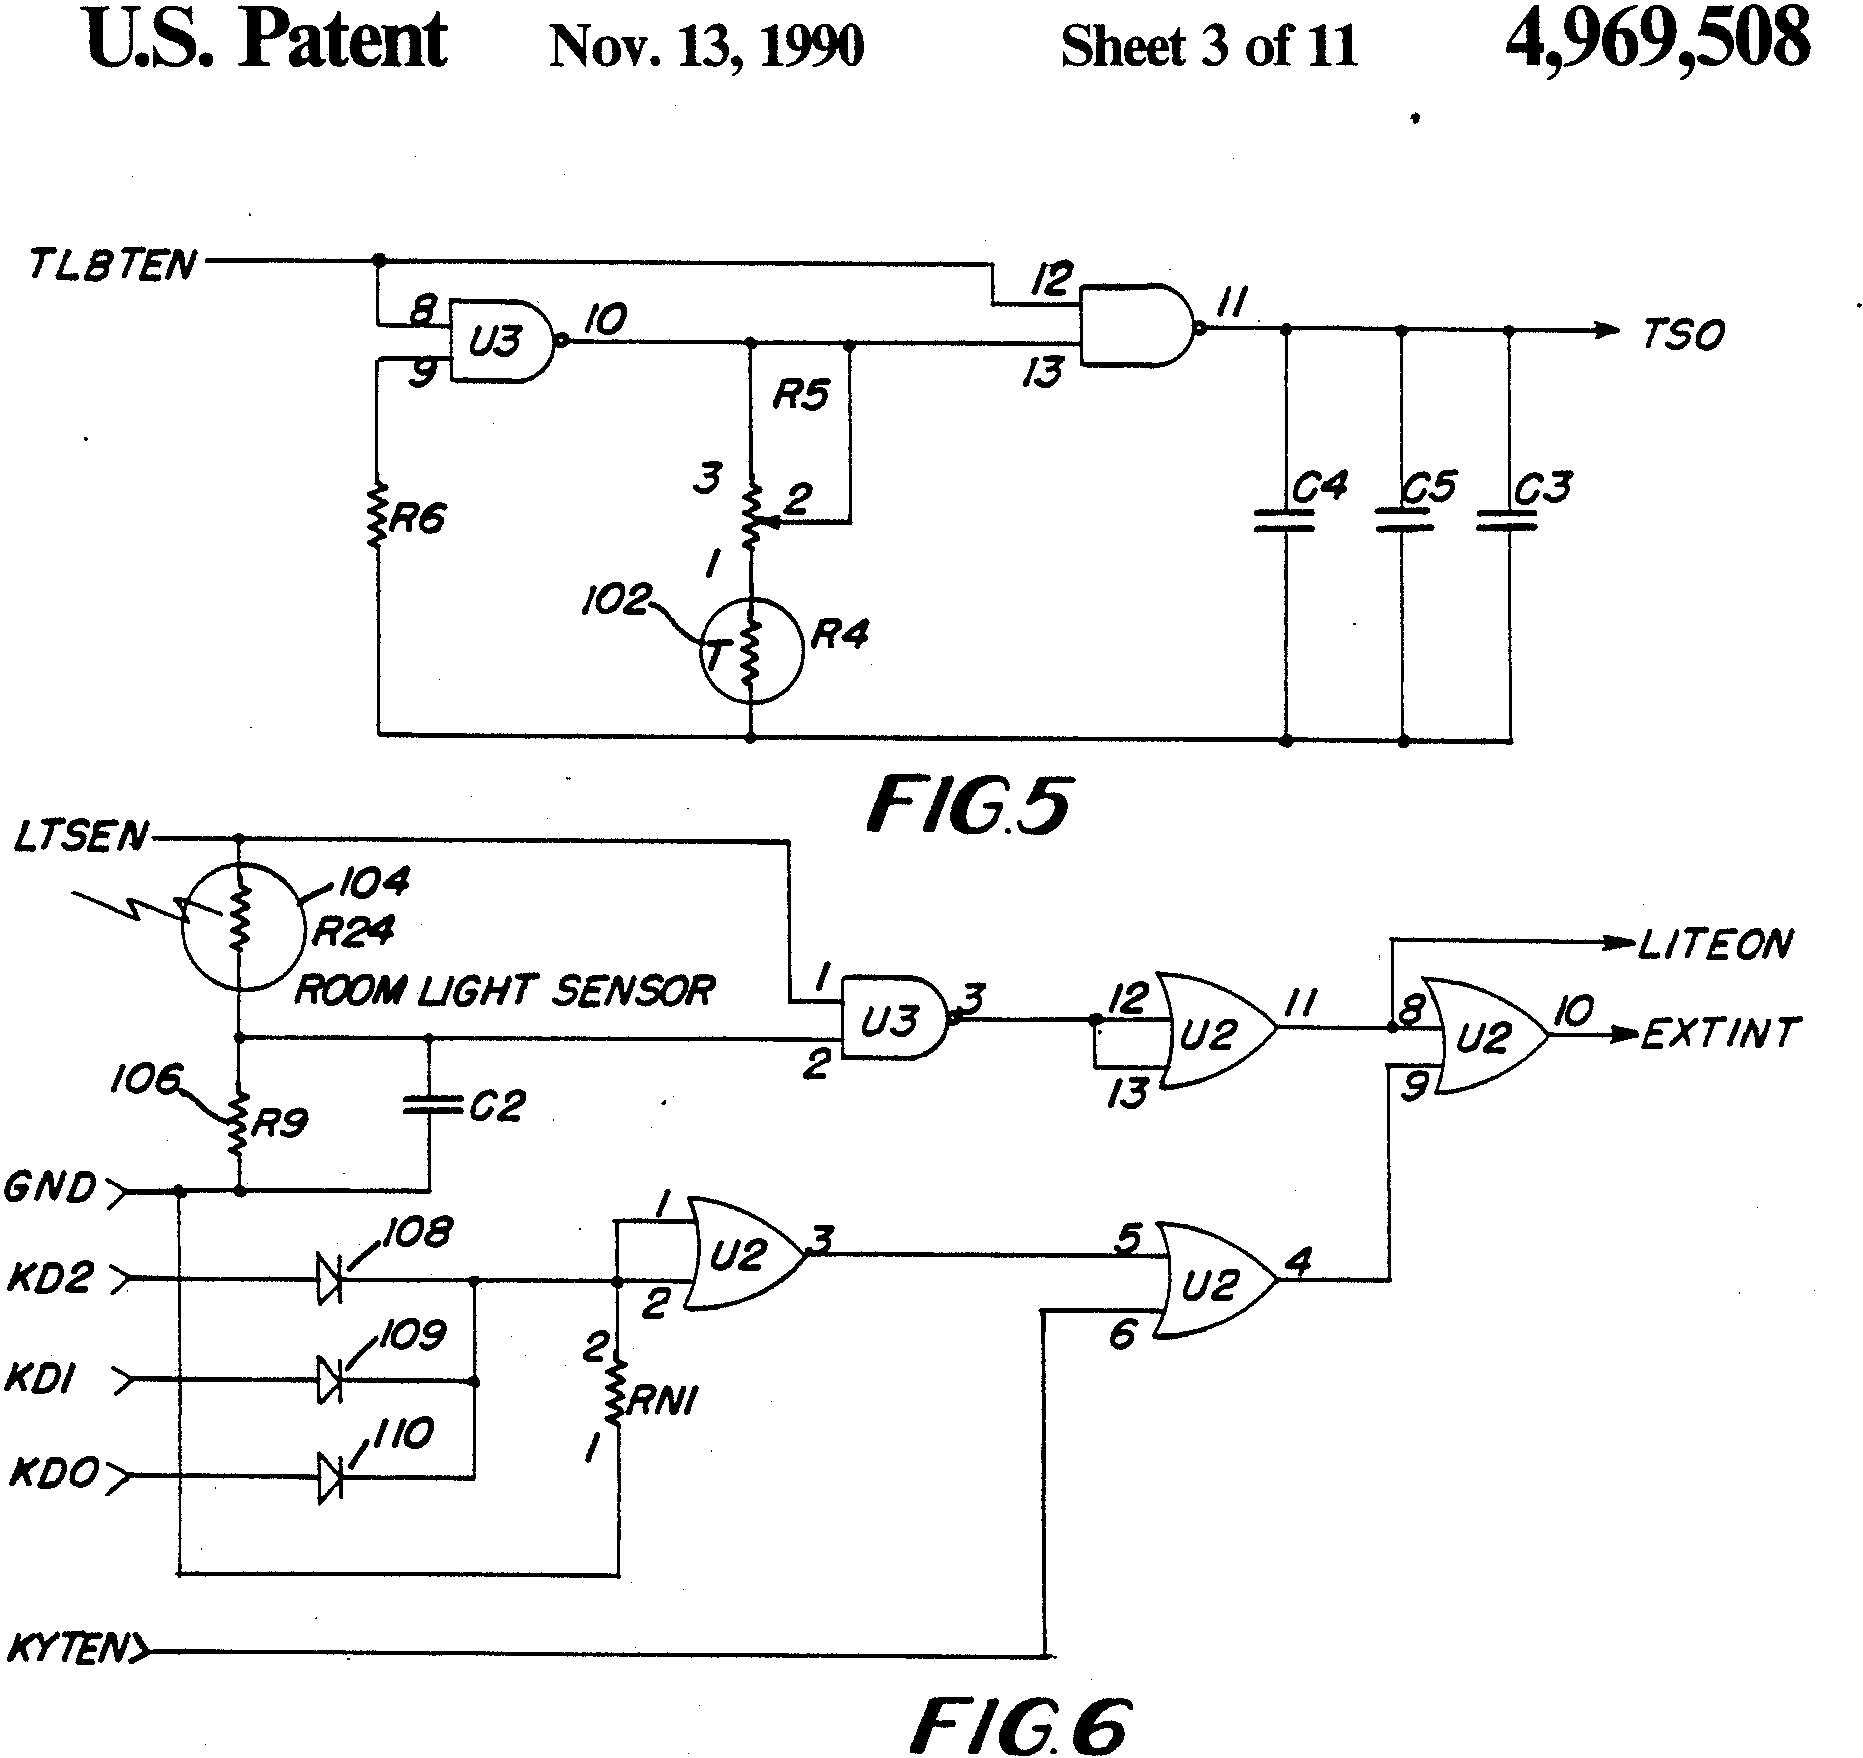 U.S. Patent Nov. 13, 1990 Sheet 3 of 11 4,969,508
TLBTEN
8
9
U3
10
12
13
11
TSO
R5
3
2
1
R6
102
T
R4
C4
C5
C3
FIG.5
LTSEN
104
R24
ROOM LIGHT SENSOR
1
2
U3
3
12
13
U2
11
8
9
U2
10
LITEON
EXTINT
106
R9
C2
GND
KD2
108
1
2
U2
3
5
6
U2
4
KD1
109
2
RN1
1
KDO
110
KYTEN
FIG.6